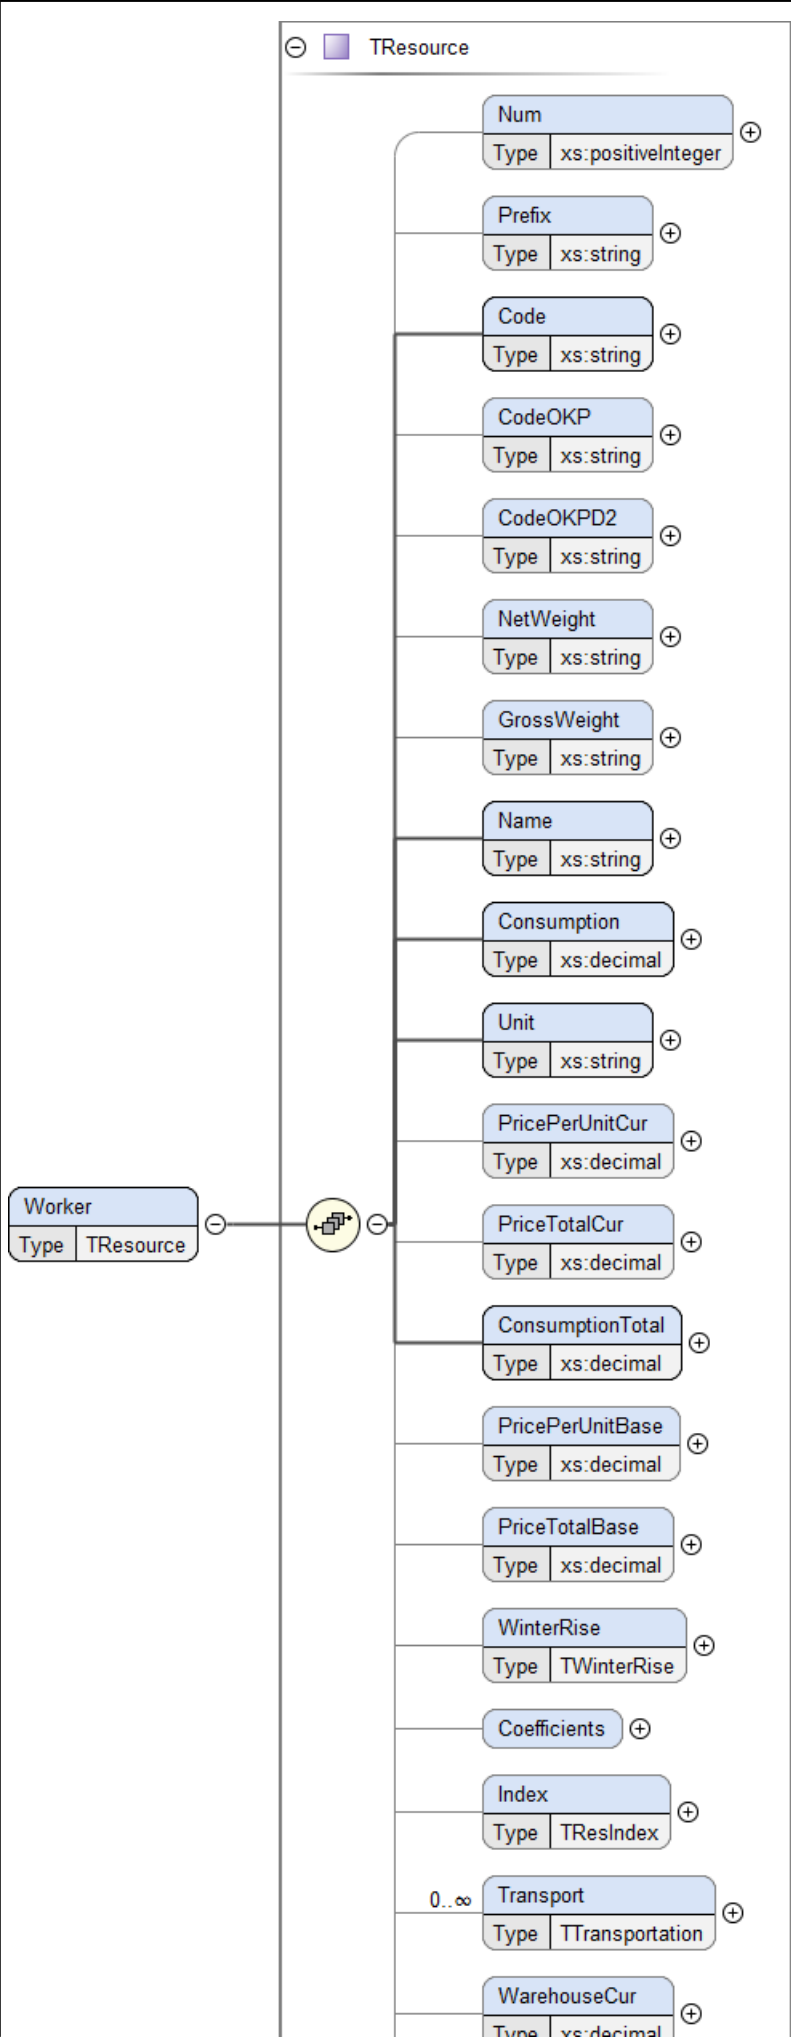 TResource
Num
Type xs:positiveInteger
Prefix
Type xs:string
Code
Type xs:string
CodeOKP
Type xs:string
CodeOKPD2
Type xs:string
NetWeight
Type xs:string
GrossWeight
Type xs:string
Name
Type xs:string
Consumption
Type xs:decimal
Unit
Type xs:string
PricePerUnitCur
Type xs:decimal
Worker
Type TResource
PriceTotalCur
Type xs:decimal
ConsumptionTotal
Type xs:decimal
PricePerUnitBase
Type xs:decimal
PriceTotalBase
Type xs:decimal
WinterRise
Type TWinterRise
Coefficients
Index
Type TResIndex
0..∞ Transport
Type TTransportation
WarehouseCur
Type xs:decimal